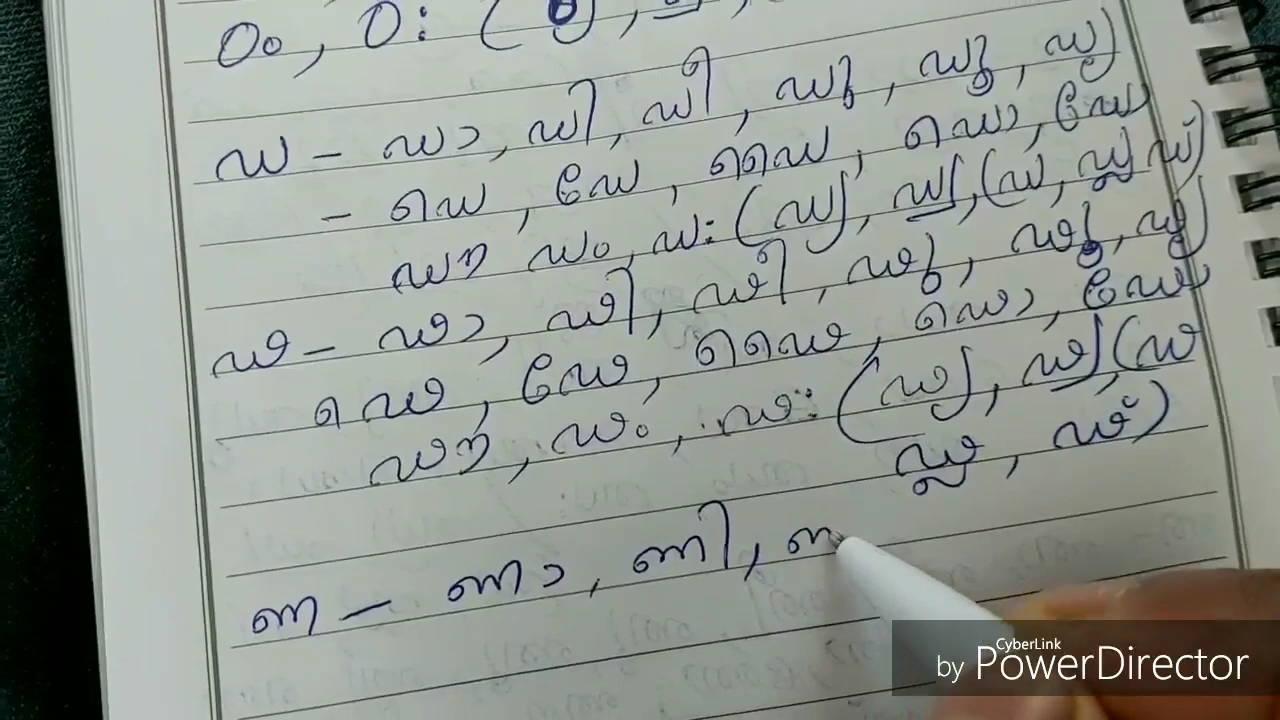 ഠം, ഠഃ (
ഡ - ഡാ, ഡി, ഡീ, ഡു, ഡൂ, ഡൃ
- ഡെ, ഡേ, ഡൈ, ഡൊ, ഡോ
ഡൗ ഡം, ഡഃ (ഡ്യ, ഡ്വ, ഡ്ര, ഡ്ല, ഡ്)
ഢ - ഢാ, ഢി, ഢീ, ഢു, ഢൂ, ഢൃ
ഢെ, ഢേ, ഢൈ, ഢൊ, ഢോ
ഢൗ, ഢം, ഢഃ (ഢ്യ, ഢ്വ, ഢ്ര
ഢ്ല, ഢ്)
ണ - ണാ, ണി, ണ
CyberLink
by PowerDirector